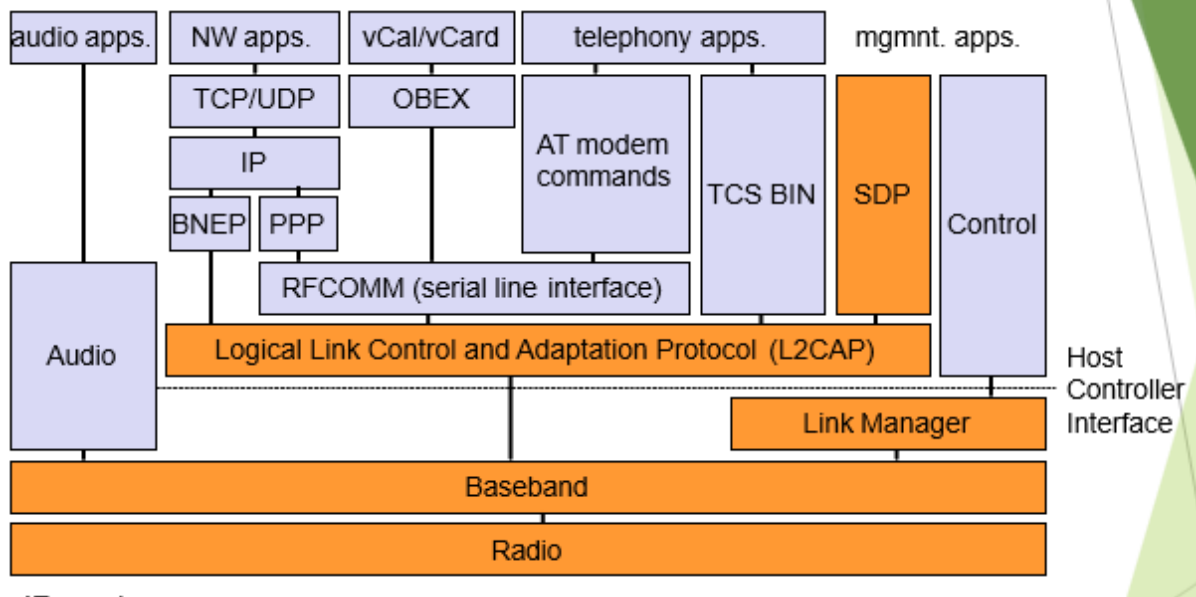 audio apps.
NW apps.
vCal/vCard
telephony apps.
mgmnt. apps.
TCP/UDP
OBEX
AT modem
commands
TCS BIN
SDP
Control
IP
BNEP
PPP
RFCOMM (serial line interface)
Audio
Logical Link Control and Adaptation Protocol (L2CAP)
Host
Controller
Interface
Link Manager
Baseband
Radio